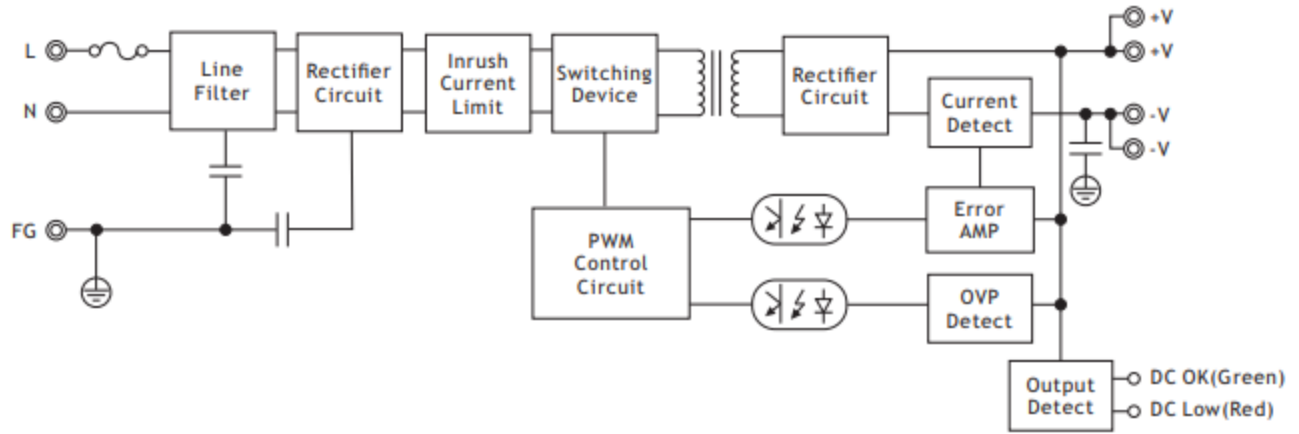 +V
L
Line
Filter
Rectifier
Circuit
Inrush
Current
Limit
Switching
Device
Rectifier
Circuit
+V
N
Current
Detect
-V
-V
FG
PWM
Control
Circuit
Error
AMP
OVP
Detect
Output
Detect
DC OK(Green)
DC Low(Red)